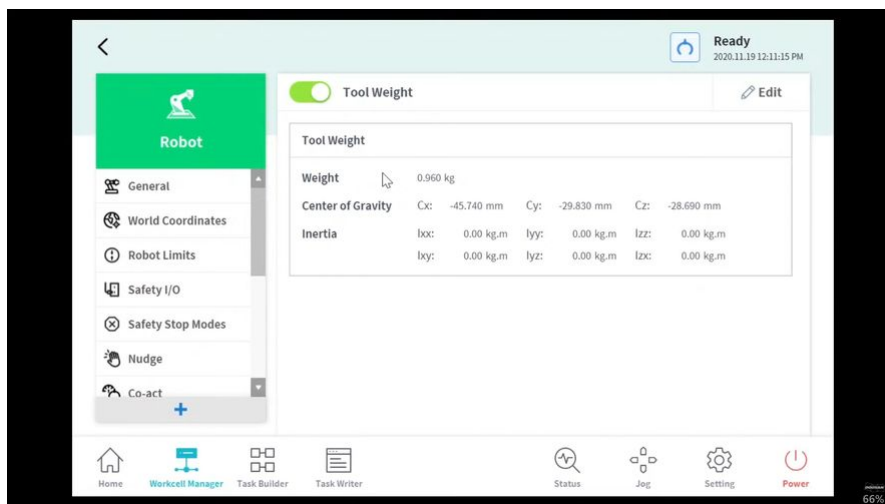 Ready
2020.11.19 12:11:15 PM
Robot
General
World Coordinates
Robot Limits
Safety I/O
Safety Stop Modes
Nudge
Co-act
+
Tool Weight
Edit
Tool Weight
Weight 0.960 kg
Center of Gravity Cx: -45.740 mm Cy: -29.830 mm Cz: -28.690 mm
Inertia Ixx: 0.00 kg.m Iyy: 0.00 kg.m Izz: 0.00 kg.m
Ixy: 0.00 kg.m Iyz: 0.00 kg.m Izx: 0.00 kg.m
Home Workcell Manager Task Builder Task Writer Status Jog Setting Power
66%